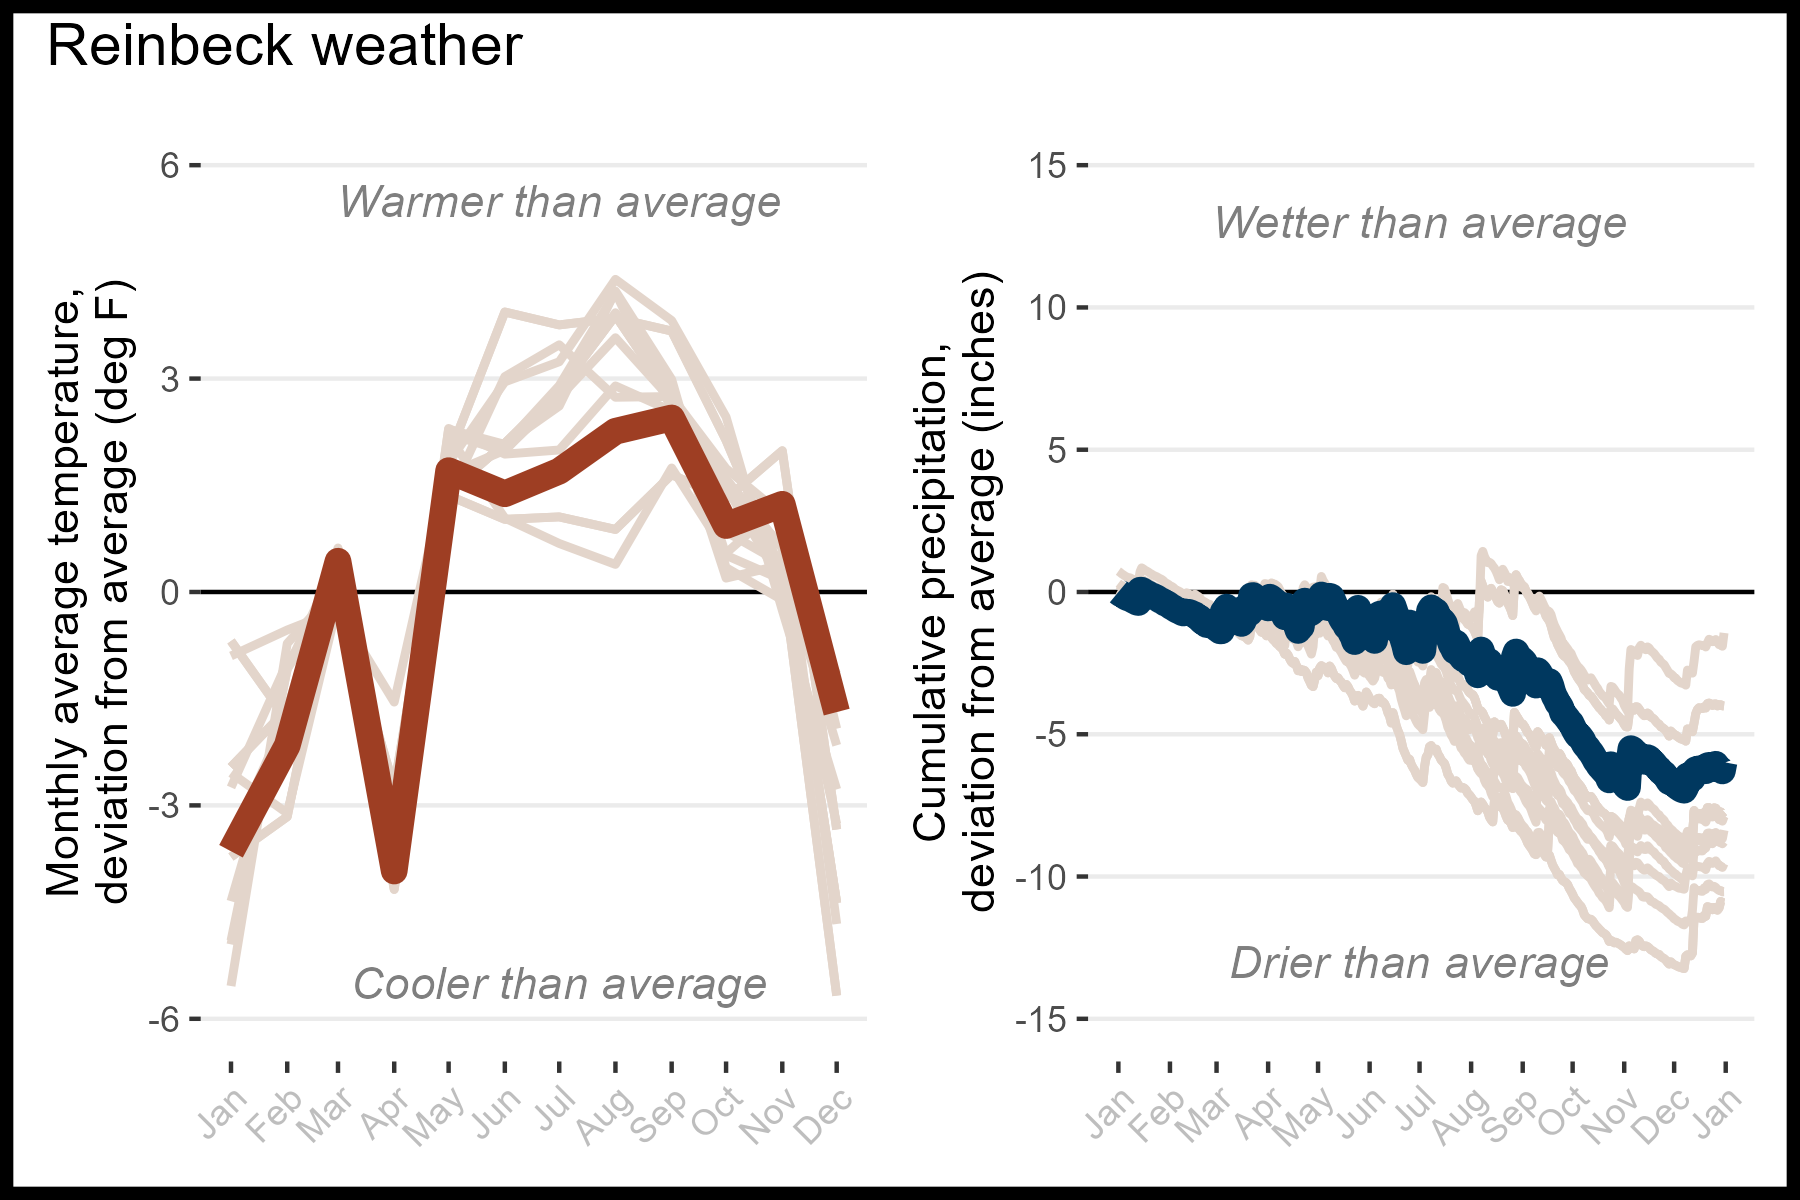 Reinbeck weather
Monthly average temperature,
deviation from average (deg F)
6
3
0
-3
-6
Warmer than average
Cooler than average
Jan
Feb
Mar
Apr
May
Jun
Jul
Aug
Sep
Oct
Nov
Dec
Cumulative precipitation,
deviation from average (inches)
15
10
5
0
-5
-10
-15
Wetter than average
Drier than average
Jan
Feb
Mar
Apr
May
Jun
Jul
Aug
Sep
Oct
Nov
Dec
Jan